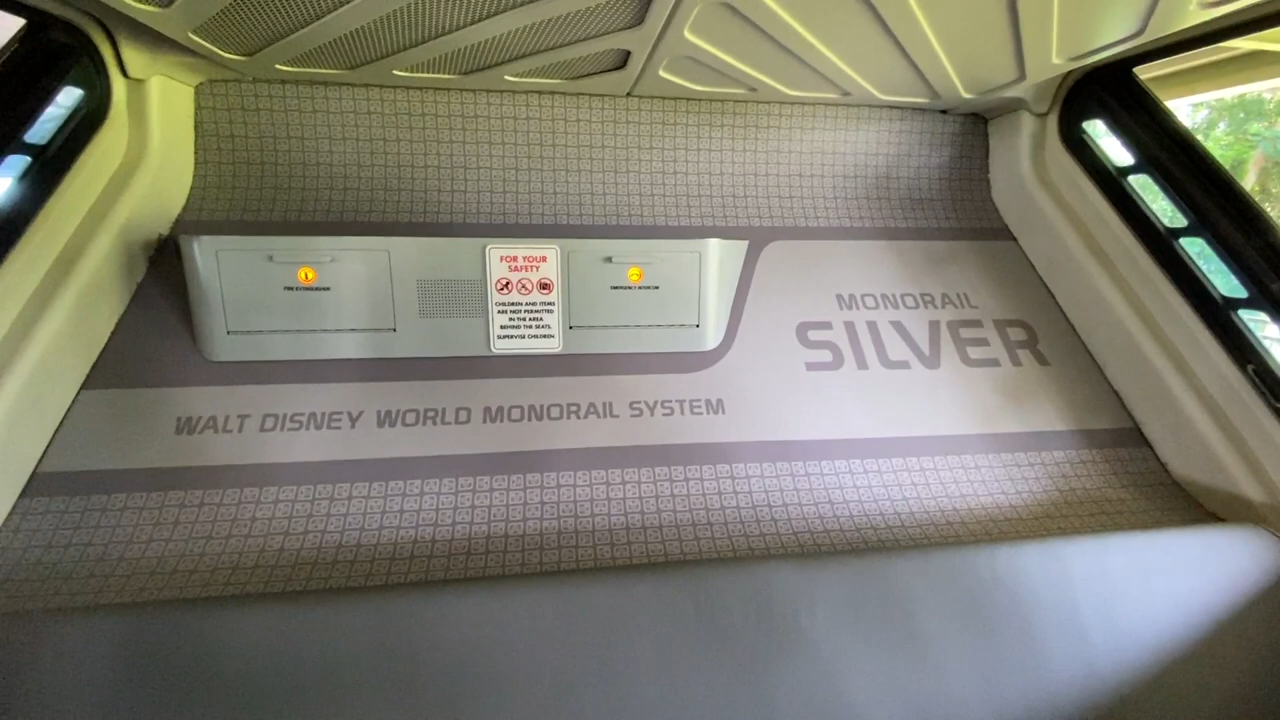 FIRE EXTINGUISHER
FOR YOUR
SAFETY
CHILDREN AND ITEMS
ARE NOT PERMITTED
IN THE AREA
BEHIND THE SEATS.
SUPERVISE CHILDREN.
EMERGENCY INTERCOM
MONORAIL
SILVER
WALT DISNEY WORLD MONORAIL SYSTEM